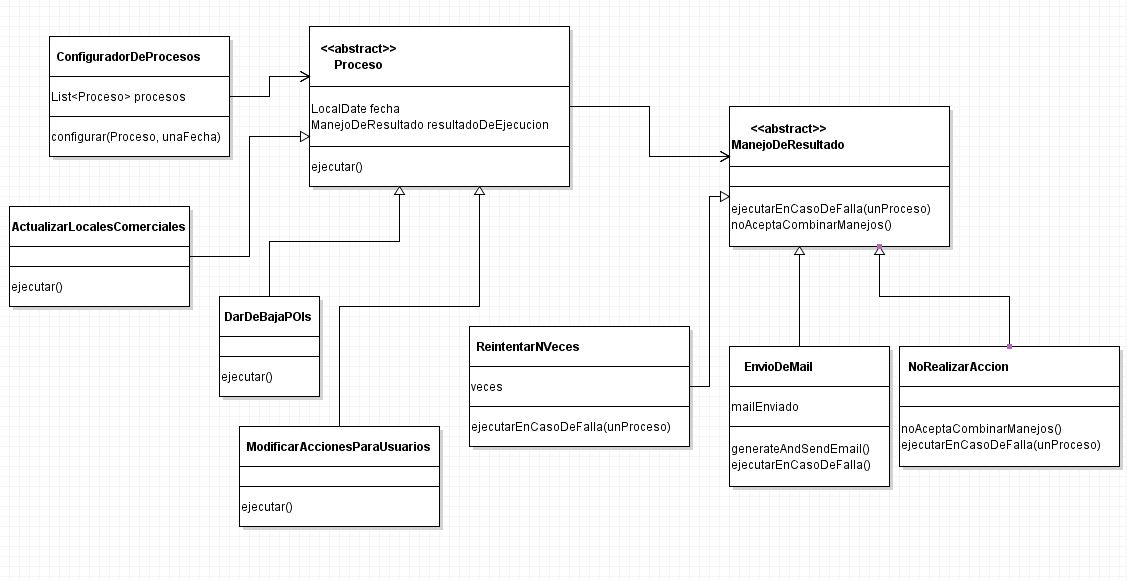 ConfiguradorDeProcesos
List<Proceso> procesos
configurar(Proceso, unaFecha)
<<abstract>>
Proceso
LocalDate fecha
ManejoDeResultado resultadoDeEjecucion
ejecutar()
<<abstract>>
ManejoDeResultado
ejecutarEnCasoDeFalla(unProceso)
noAceptaCombinarManejos()
ActualizarLocalesComerciales
ejecutar()
DarDeBajaPOIs
ejecutar()
ModificarAccionesParaUsuarios
ejecutar()
ReintentarNVeces
veces
ejecutarEnCasoDeFalla(unProceso)
EnvioDeMail
mailEnviado
generateAndSendEmail()
ejecutarEnCasoDeFalla()
NoRealizarAccion
noAceptaCombinarManejos()
ejecutarEnCasoDeFalla(unProceso)